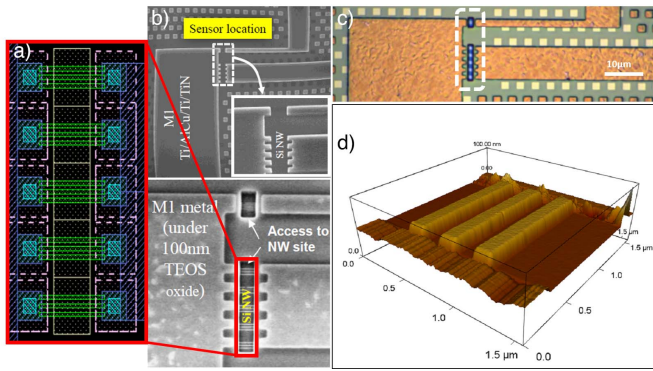 a)
b)
Sensor location
M1
Ti/AlCu/Ti/TiN
Si NW
M1 metal
(under
100nm
TEOS
oxide)
Access to
NW site
Si NW
c)
10µm
d)
100.00 nm
0.00
0.0
0.5
1.0
1.5 µm
0.0
0.5
1.0
1.5 µm